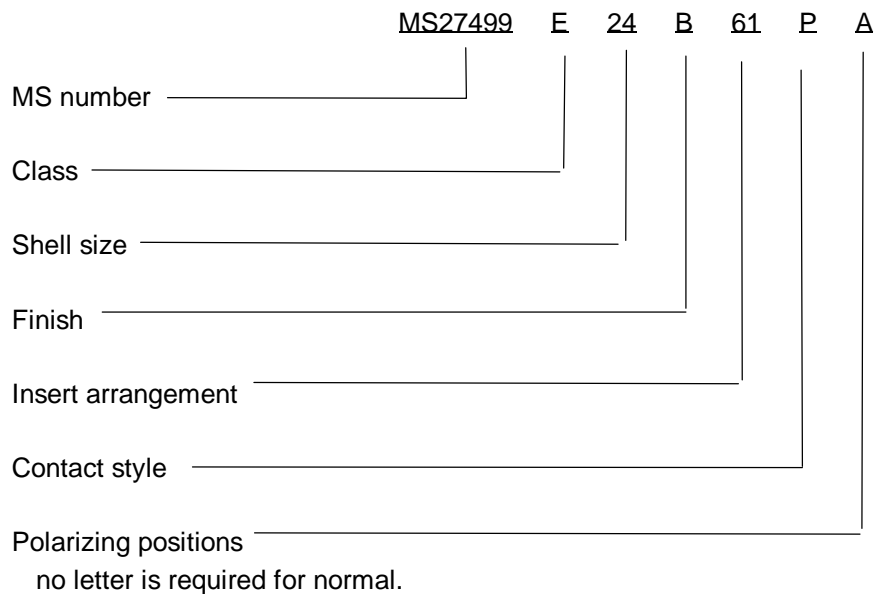 MS27499 E 24 B 61 P A
MS number
Class
Shell size
Finish
Insert arrangement
Contact style
Polarizing positions
no letter is required for normal.